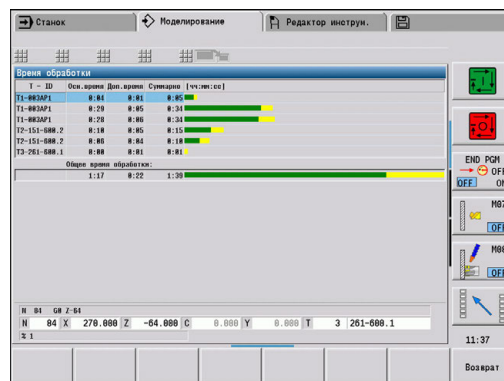 Станок Моделирование Редактор инструм.
Время обработки
T - ID Осн.время Доп.время Суммарно [чч:мм:сс]
T1-003AP1 0:04 0:01 0:05
T1-003AP1 0:29 0:05 0:34
T1-003AP1 0:28 0:06 0:34
T2-151-600.2 0:10 0:05 0:15
T2-151-600.2 0:06 0:04 0:10
T3-261-600.1 0:00 0:01 0:01
Общее время обработки:
1:17 0:22 1:39
END PGM
OFF
OFF ON
M07
OFF
M08
OFF
N 84 G0 Z-64
N 84 X 270.000 Z -64.000 C 0.000 Y 0.000 T 3 261-600.1
% 1
11:37
Возврат